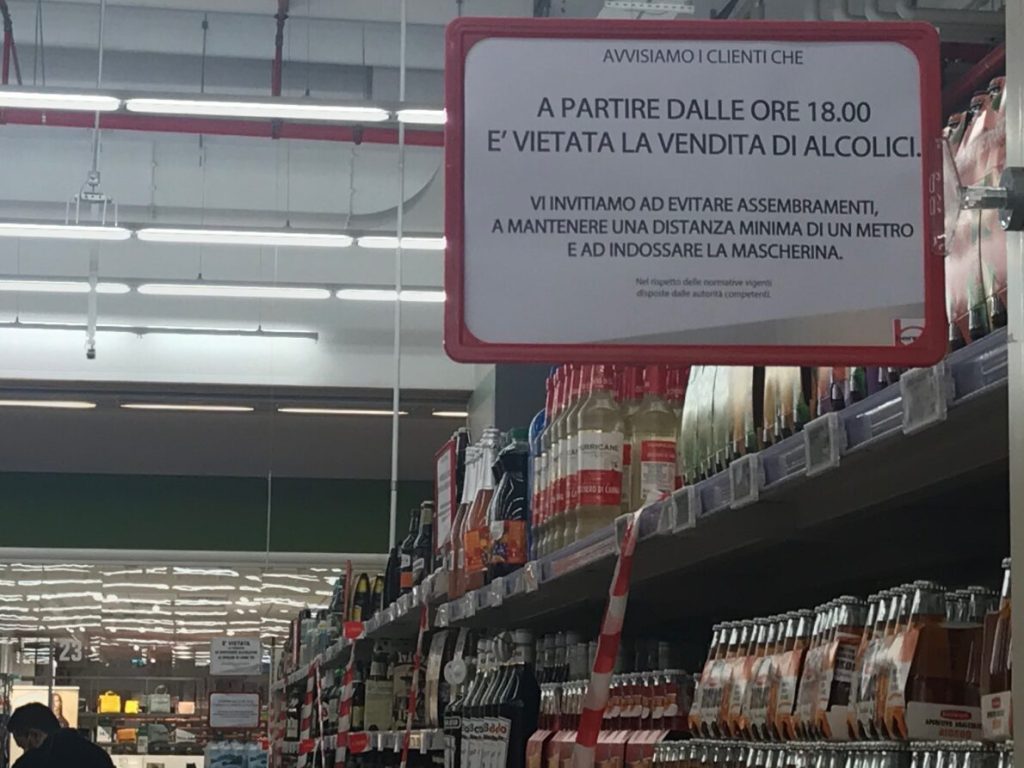 AVVISIAMO I CLIENTI CHE
A PARTIRE DALLE ORE 18.00
E' VIETATA LA VENDITA DI ALCOLICI.
VI INVITIAMO AD EVITARE ASSEMBRAMENTI,
A MANTENERE UNA DISTANZA MINIMA DI UN METRO
E AD INDOSSARE LA MASCHERINA.
Nel rispetto delle normative vigenti
disposte dalle autorità competenti.
23
E' VIETATA